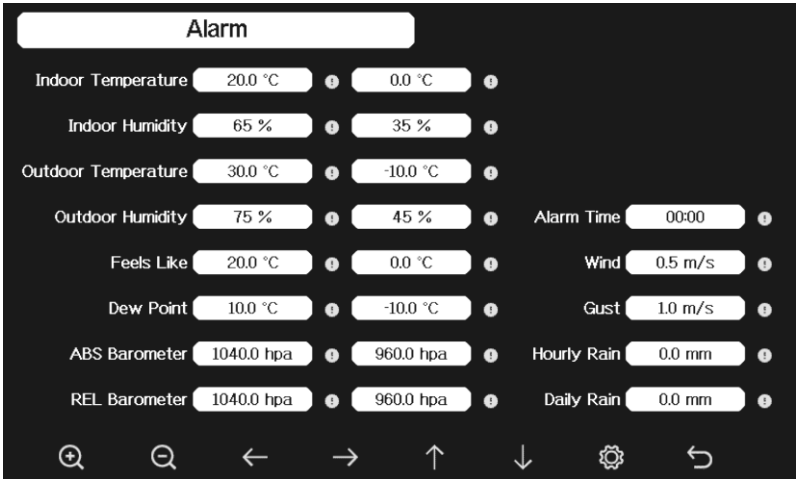 Alarm
Indoor Temperature 20.0 °C 0.0 °C
Indoor Humidity 65 % 35 %
Outdoor Temperature 30.0 °C -10.0 °C
Outdoor Humidity 75 % 45 % Alarm Time 00:00
Feels Like 20.0 °C 0.0 °C Wind 0.5 m/s
Dew Point 10.0 °C -10.0 °C Gust 1.0 m/s
ABS Barometer 1040.0 hpa 960.0 hpa Hourly Rain 0.0 mm
REL Barometer 1040.0 hpa 960.0 hpa Daily Rain 0.0 mm